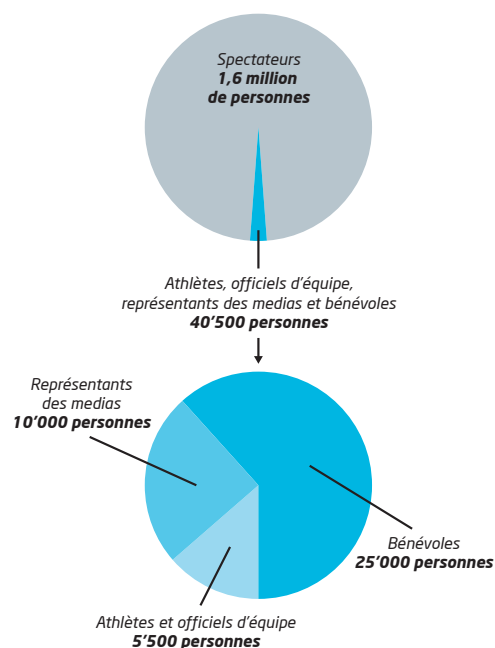 Spectateurs
1,6 million
de personnes
Athlètes, officiels d'équipe,
représentants des medias et bénévoles
40'500 personnes
Représentants
des medias
10'000 personnes
Bénévoles
25'000 personnes
Athlètes et officiels d'équipe
5'500 personnes